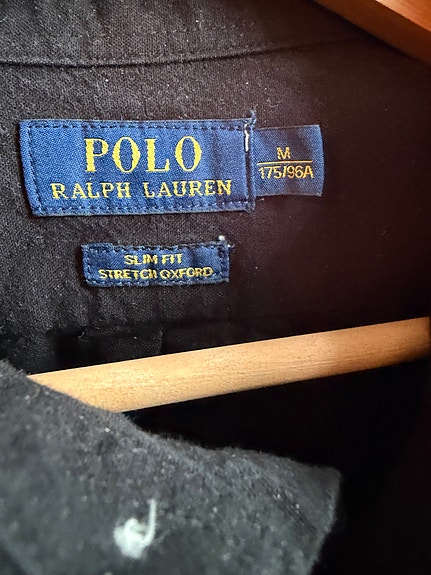 POLO
RALPH LAUREN
M
175/96A
SLIM FIT
STRETCH OXFORD